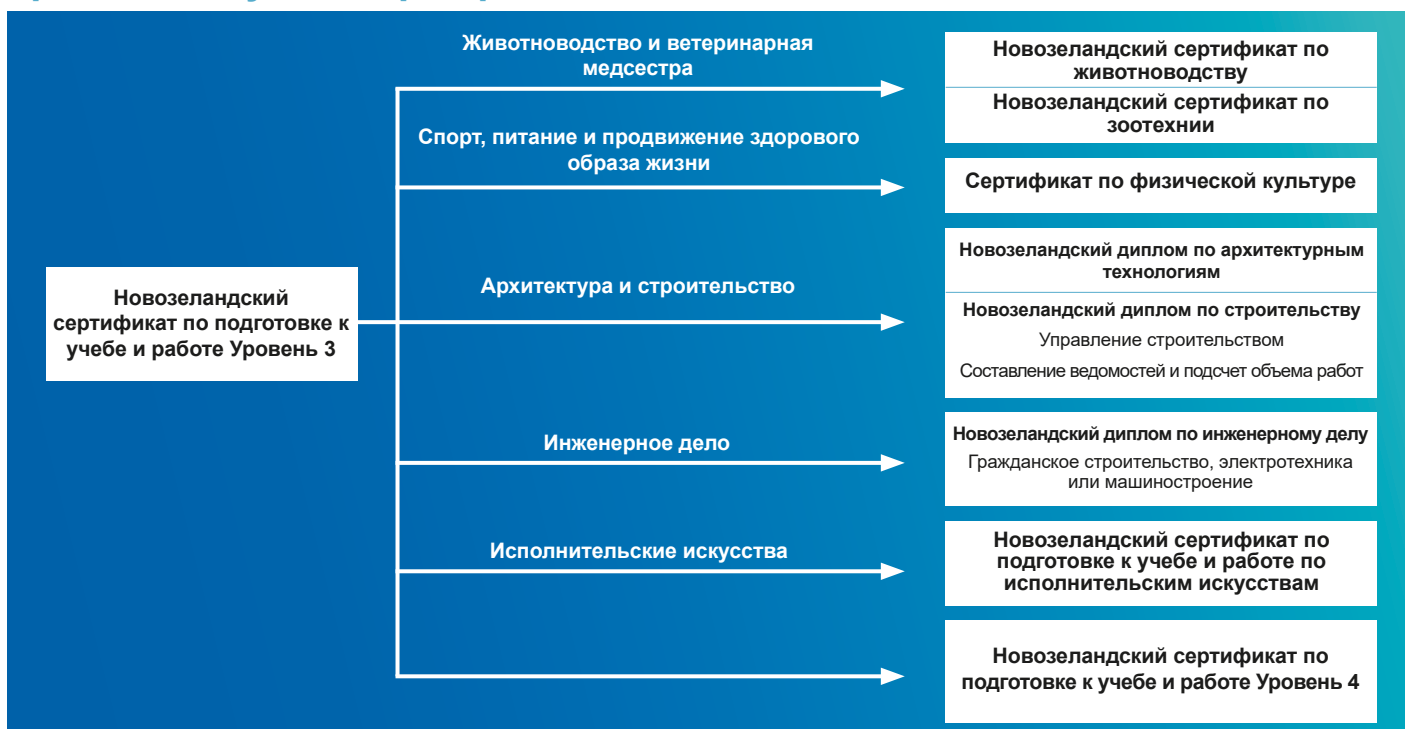 Новозеландский
сертификат по подготовке к
учебе и работе Уровень 3
Животноводство и ветеринарная
медсестра
Новозеландский сертификат по
животноводству
Новозеландский сертификат по
зоотехнии
Спорт, питание и продвижение здорового
образа жизни
Сертификат по физической культуре
Архитектура и строительство
Новозеландский диплом по архитектурным
технологиям
Новозеландский диплом по строительству
Управление строительством
Составление ведомостей и подсчет объема работ
Инженерное дело
Новозеландский диплом по инженерному делу
Гражданское строительство, электротехника
или машиностроение
Исполнительские искусства
Новозеландский сертификат по
подготовке к учебе и работе по
исполнительским искусствам
Новозеландский сертификат по
подготовке к учебе и работе Уровень 4